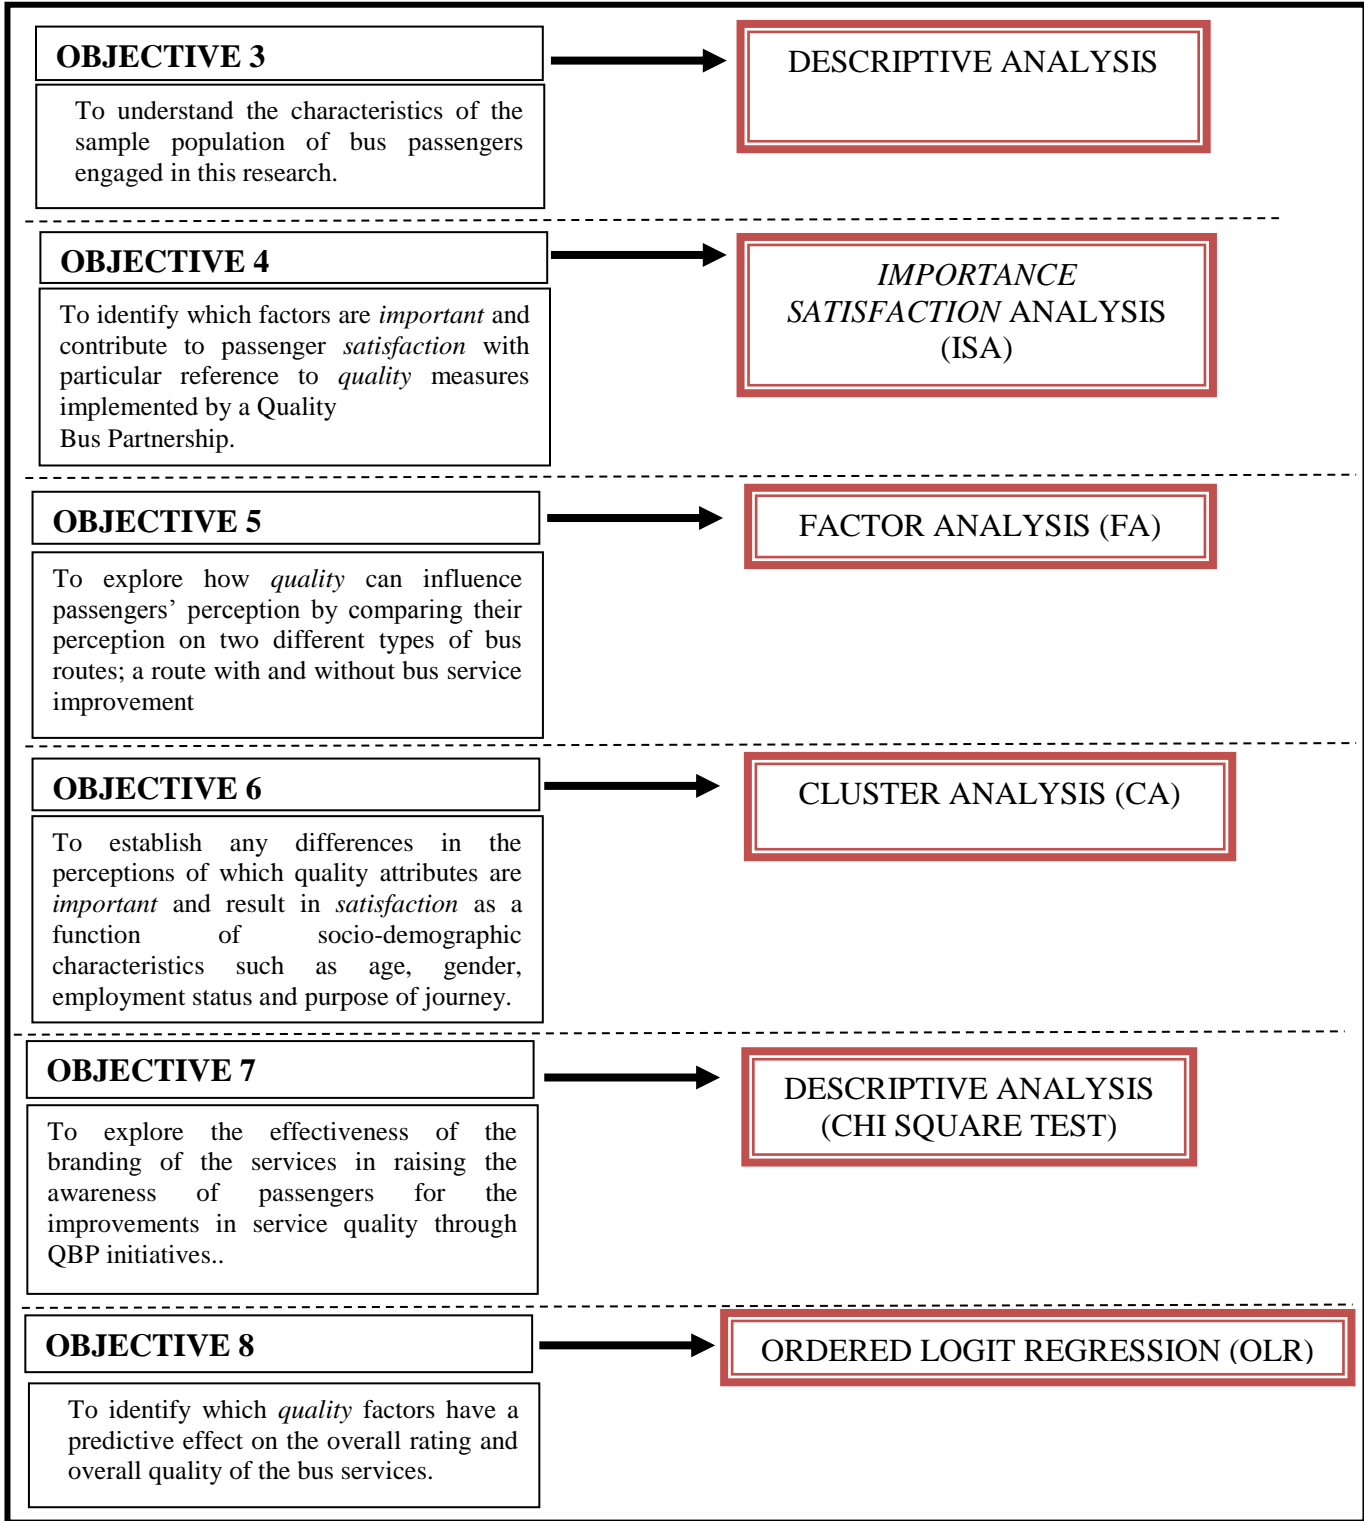 OBJECTIVE 3
DESCRIPTIVE ANALYSIS
To understand the characteristics of the
sample population of bus passengers
engaged in this research.
OBJECTIVE 4
IMPORTANCE
SATISFACTION ANALYSIS
(ISA)
To identify which factors are important and
contribute to passenger satisfaction with
particular reference to quality measures
implemented by a Quality
Bus Partnership.
OBJECTIVE 5
FACTOR ANALYSIS (FA)
To explore how quality can influence
passengers’ perception by comparing their
perception on two different types of bus
routes; a route with and without bus service
improvement
OBJECTIVE 6
CLUSTER ANALYSIS (CA)
To establish any differences in the
perceptions of which quality attributes are
important and result in satisfaction as a
function of socio-demographic
characteristics such as age, gender,
employment status and purpose of journey.
OBJECTIVE 7
DESCRIPTIVE ANALYSIS
(CHI SQUARE TEST)
To explore the effectiveness of the
branding of the services in raising the
awareness of passengers for the
improvements in service quality through
QBP initiatives..
OBJECTIVE 8
ORDERED LOGIT REGRESSION (OLR)
To identify which quality factors have a
predictive effect on the overall rating and
overall quality of the bus services.